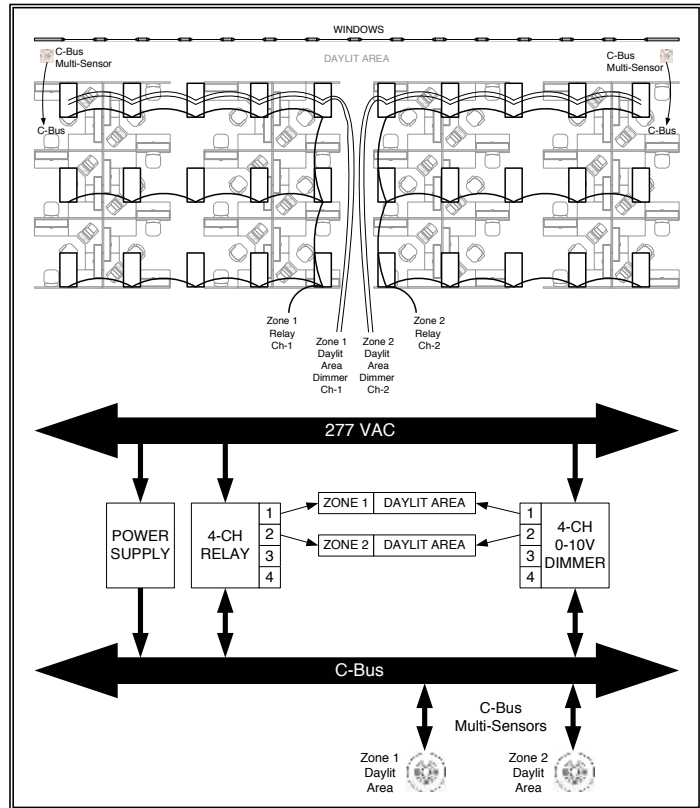 WINDOWS
C-Bus
Multi-Sensor
DAYLIT AREA
C-Bus
Multi-Sensor
C-Bus
C-Bus
Zone 1
Relay
Ch-1
Zone 1
Daylit
Area
Dimmer
Ch-1
Zone 2
Daylit
Area
Dimmer
Ch-2
Zone 2
Relay
Ch-2
277 VAC
POWER
SUPPLY
4-CH
RELAY
1
2
3
4
ZONE 1 DAYLIT AREA
ZONE 2 DAYLIT AREA
1
2
3
4
4-CH
0-10V
DIMMER
C-Bus
C-Bus
Multi-Sensors
Zone 1
Daylit
Area
Zone 2
Daylit
Area